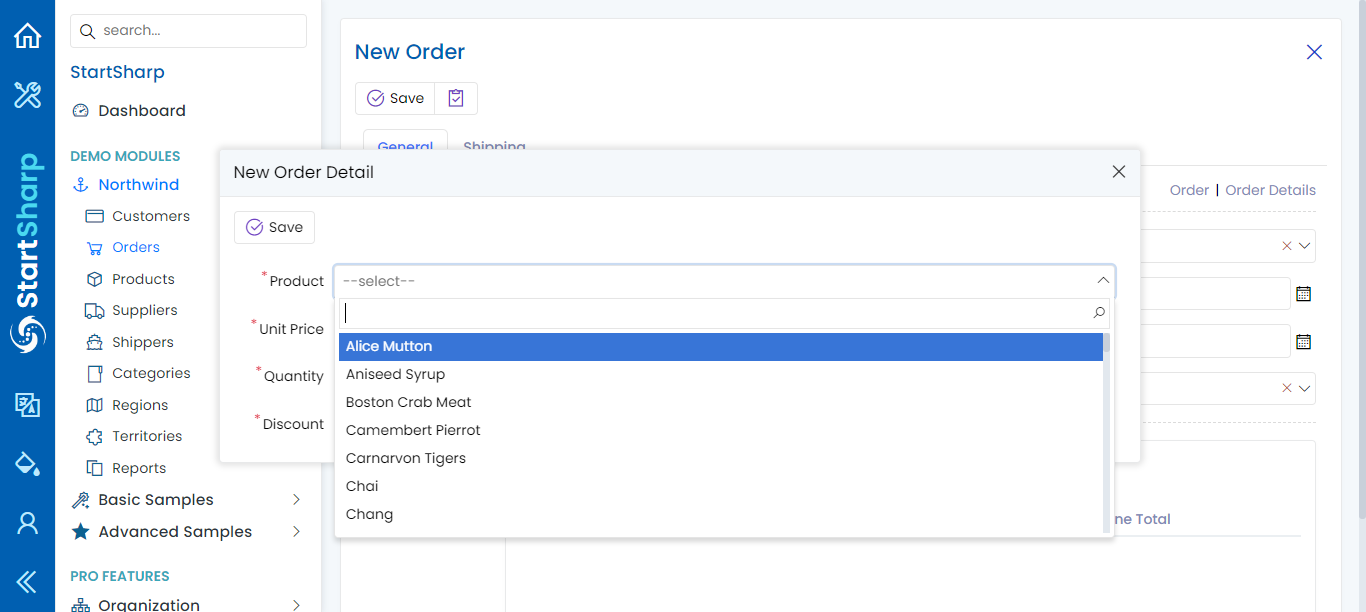 search...
StartSharp
Dashboard
DEMO MODULES
Northwind
Customers
Orders
Products
Suppliers
Shippers
Categories
Regions
Territories
Reports
Basic Samples
Advanced Samples
PRO FEATURES
Organization
StartSharp
New Order
Save
General
Shipping
Order | Order Details
New Order Detail
Save
*Product
--select--
*Unit Price
*Quantity
*Discount
Alice Mutton
Aniseed Syrup
Boston Crab Meat
Camembert Pierrot
Carnarvon Tigers
Chai
Chang
ne Total